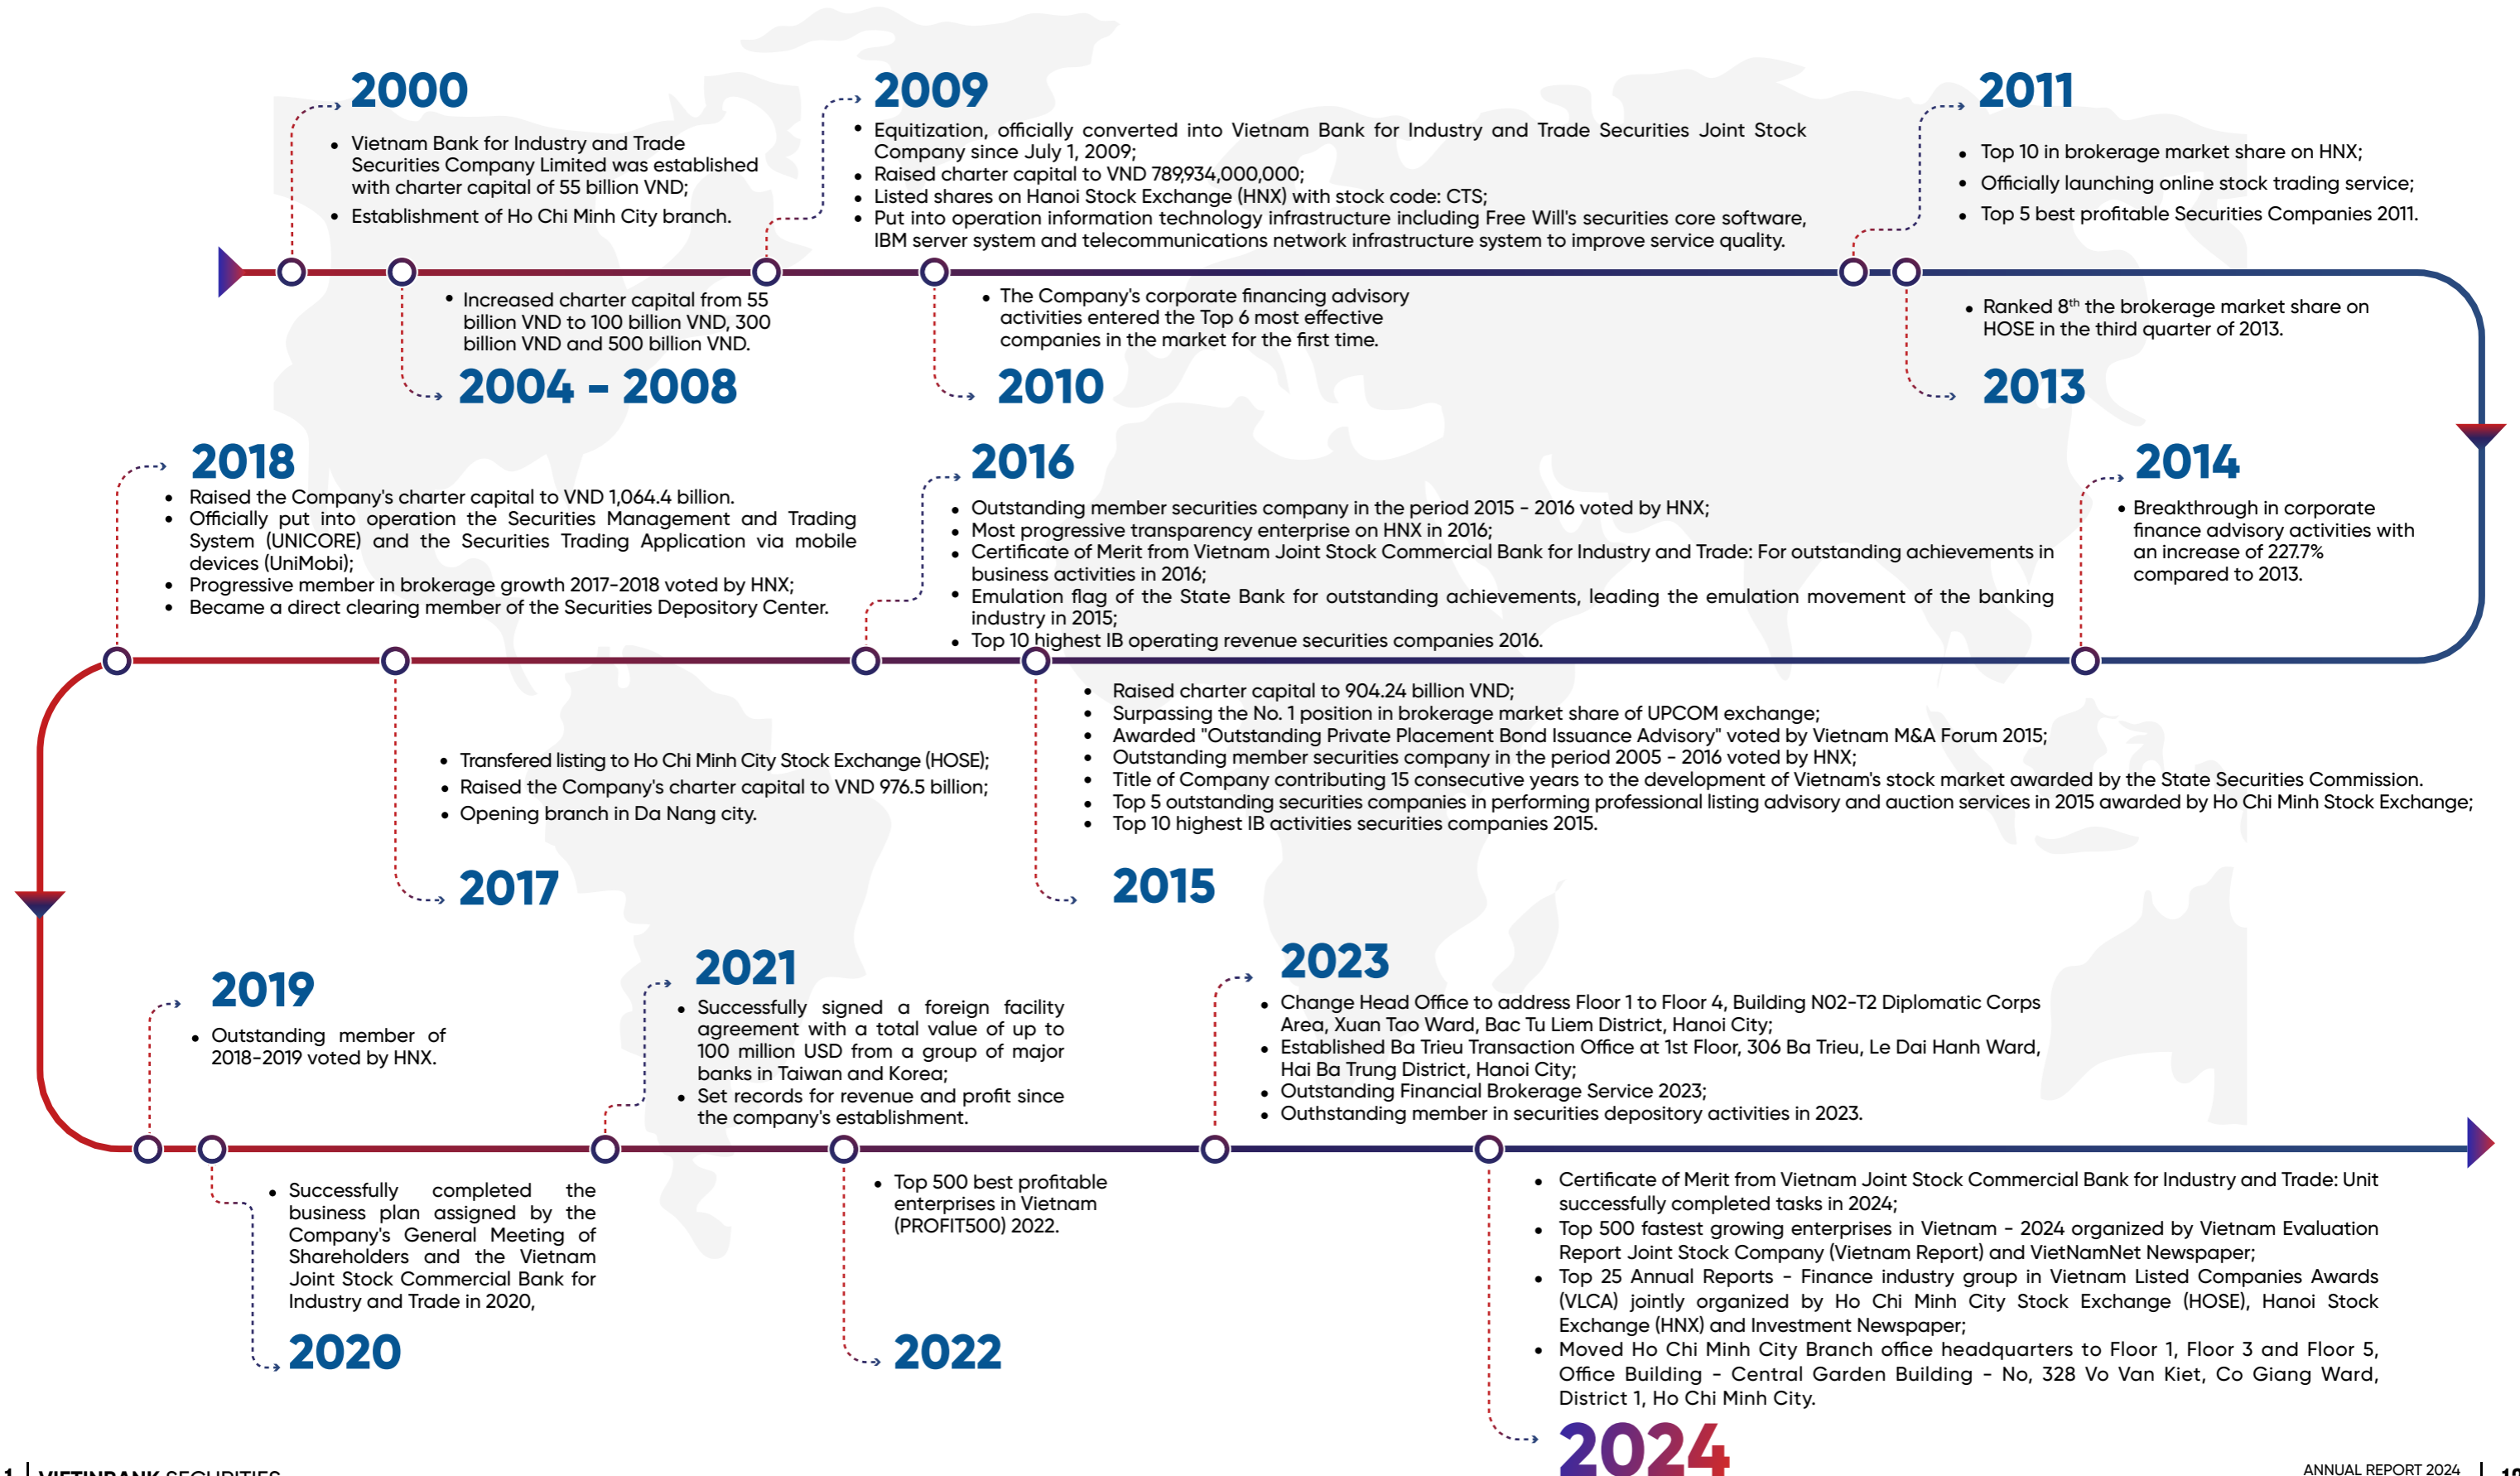 2000
• Vietnam Bank for Industry and Trade
Securities Company Limited was established
with charter capital of 55 billion VND;
• Establishment of Ho Chi Minh City branch.
• Increased charter capital from 55
billion VND to 100 billion VND, 300
billion VND and 500 billion VND.
2004 - 2008
2009
• Equitization, officially converted into Vietnam Bank for Industry and Trade Securities Joint Stock
Company since July 1, 2009;
• Raised charter capital to VND 789,934,000,000;
• Listed shares on Hanoi Stock Exchange (HNX) with stock code: CTS;
• Put into operation information technology infrastructure including Free Will's securities core software,
IBM server system and telecommunications network infrastructure system to improve service quality.
• The Company's corporate financing advisory
activities entered the Top 6 most effective
companies in the market for the first time.
2010
2011
• Top 10 in brokerage market share on HNX;
• Officially launching online stock trading service;
• Top 5 best profitable Securities Companies 2011.
• Ranked 8th the brokerage market share on
HOSE in the third quarter of 2013.
2013
2014
• Breakthrough in corporate
finance advisory activities with
an increase of 227.7%
compared to 2013.
• Raised charter capital to 904.24 billion VND;
• Surpassing the No. 1 position in brokerage market share of UPCOM exchange;
• Awarded "Outstanding Private Placement Bond Issuance Advisory" voted by Vietnam M&A Forum 2015;
• Outstanding member securities company in the period 2005 - 2016 voted by HNX;
• Title of Company contributing 15 consecutive years to the development of Vietnam's stock market awarded by the State Securities Commission.
• Top 5 outstanding securities companies in performing professional listing advisory and auction services in 2015 awarded by Ho Chi Minh Stock Exchange;
• Top 10 highest IB activities securities companies 2015.
2015
2016
• Outstanding member securities company in the period 2015 - 2016 voted by HNX;
• Most progressive transparency enterprise on HNX in 2016;
• Certificate of Merit from Vietnam Joint Stock Commercial Bank for Industry and Trade: For outstanding achievements in
business activities in 2016;
• Emulation flag of the State Bank for outstanding achievements, leading the emulation movement of the banking
industry in 2015;
• Top 10 highest IB operating revenue securities companies 2016.
• Transfered listing to Ho Chi Minh City Stock Exchange (HOSE);
• Raised the Company's charter capital to VND 976.5 billion;
• Opening branch in Da Nang city.
2017
2018
• Raised the Company's charter capital to VND 1,064.4 billion.
• Officially put into operation the Securities Management and Trading
System (UNICORE) and the Securities Trading Application via mobile
devices (UniMobi);
• Progressive member in brokerage growth 2017-2018 voted by HNX;
• Became a direct clearing member of the Securities Depository Center.
2019
• Outstanding member of
2018-2019 voted by HNX.
• Successfully completed the
business plan assigned by the
Company's General Meeting of
Shareholders and the Vietnam
Joint Stock Commercial Bank for
Industry and Trade in 2020,
2020
2021
• Successfully signed a foreign facility
agreement with a total value of up to
100 million USD from a group of major
banks in Taiwan and Korea;
• Set records for revenue and profit since
the company's establishment.
• Top 500 best profitable
enterprises in Vietnam
(PROFIT500) 2022.
2022
2023
• Change Head Office to address Floor 1 to Floor 4, Building N02-T2 Diplomatic Corps
Area, Xuan Tao Ward, Bac Tu Liem District, Hanoi City;
• Established Ba Trieu Transaction Office at 1st Floor, 306 Ba Trieu, Le Dai Hanh Ward,
Hai Ba Trung District, Hanoi City;
• Outstanding Financial Brokerage Service 2023;
• Outhstanding member in securities depository activities in 2023.
• Certificate of Merit from Vietnam Joint Stock Commercial Bank for Industry and Trade: Unit
successfully completed tasks in 2024;
• Top 500 fastest growing enterprises in Vietnam - 2024 organized by Vietnam Evaluation
Report Joint Stock Company (Vietnam Report) and VietNamNet Newspaper;
• Top 25 Annual Reports - Finance industry group in Vietnam Listed Companies Awards
(VLCA) jointly organized by Ho Chi Minh City Stock Exchange (HOSE), Hanoi Stock
Exchange (HNX) and Investment Newspaper;
• Moved Ho Chi Minh City Branch office headquarters to Floor 1, Floor 3 and Floor 5,
Office Building - Central Garden Building - No, 328 Vo Van Kiet, Co Giang Ward,
District 1, Ho Chi Minh City.
2024
VIETINBANK SECURITIES
ANNUAL REPORT 2024